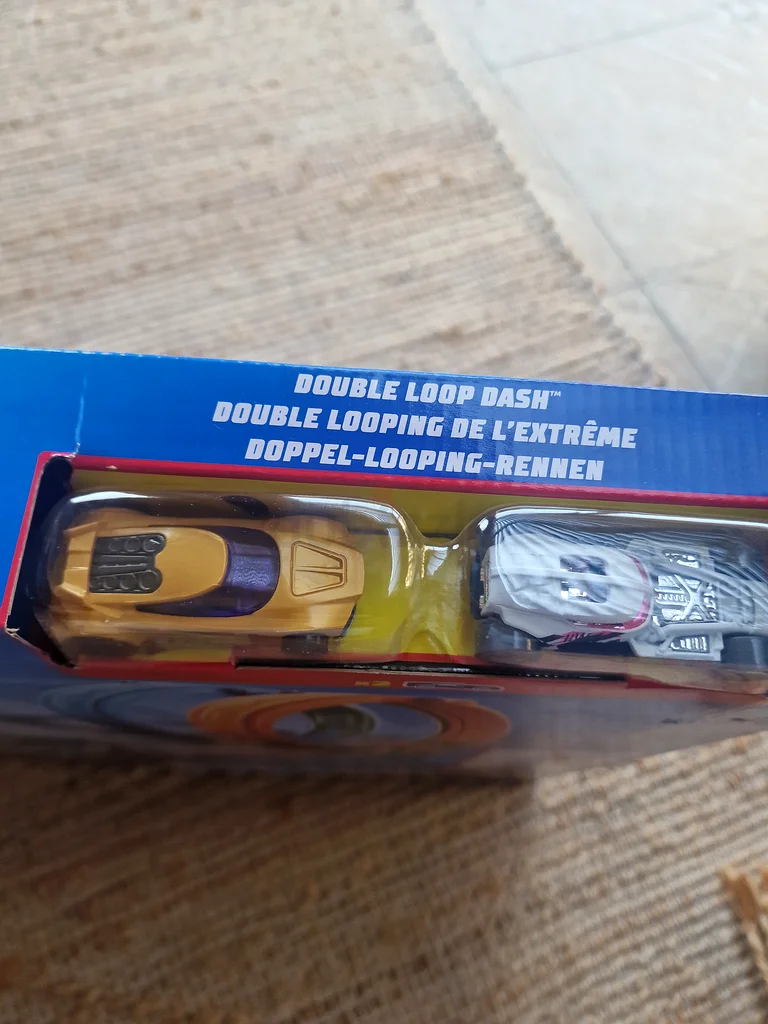 DOUBLE LOOP DASH™
DOUBLE LOOPING DE L'EXTRÊME
DOPPEL-LOOPING-RENNEN